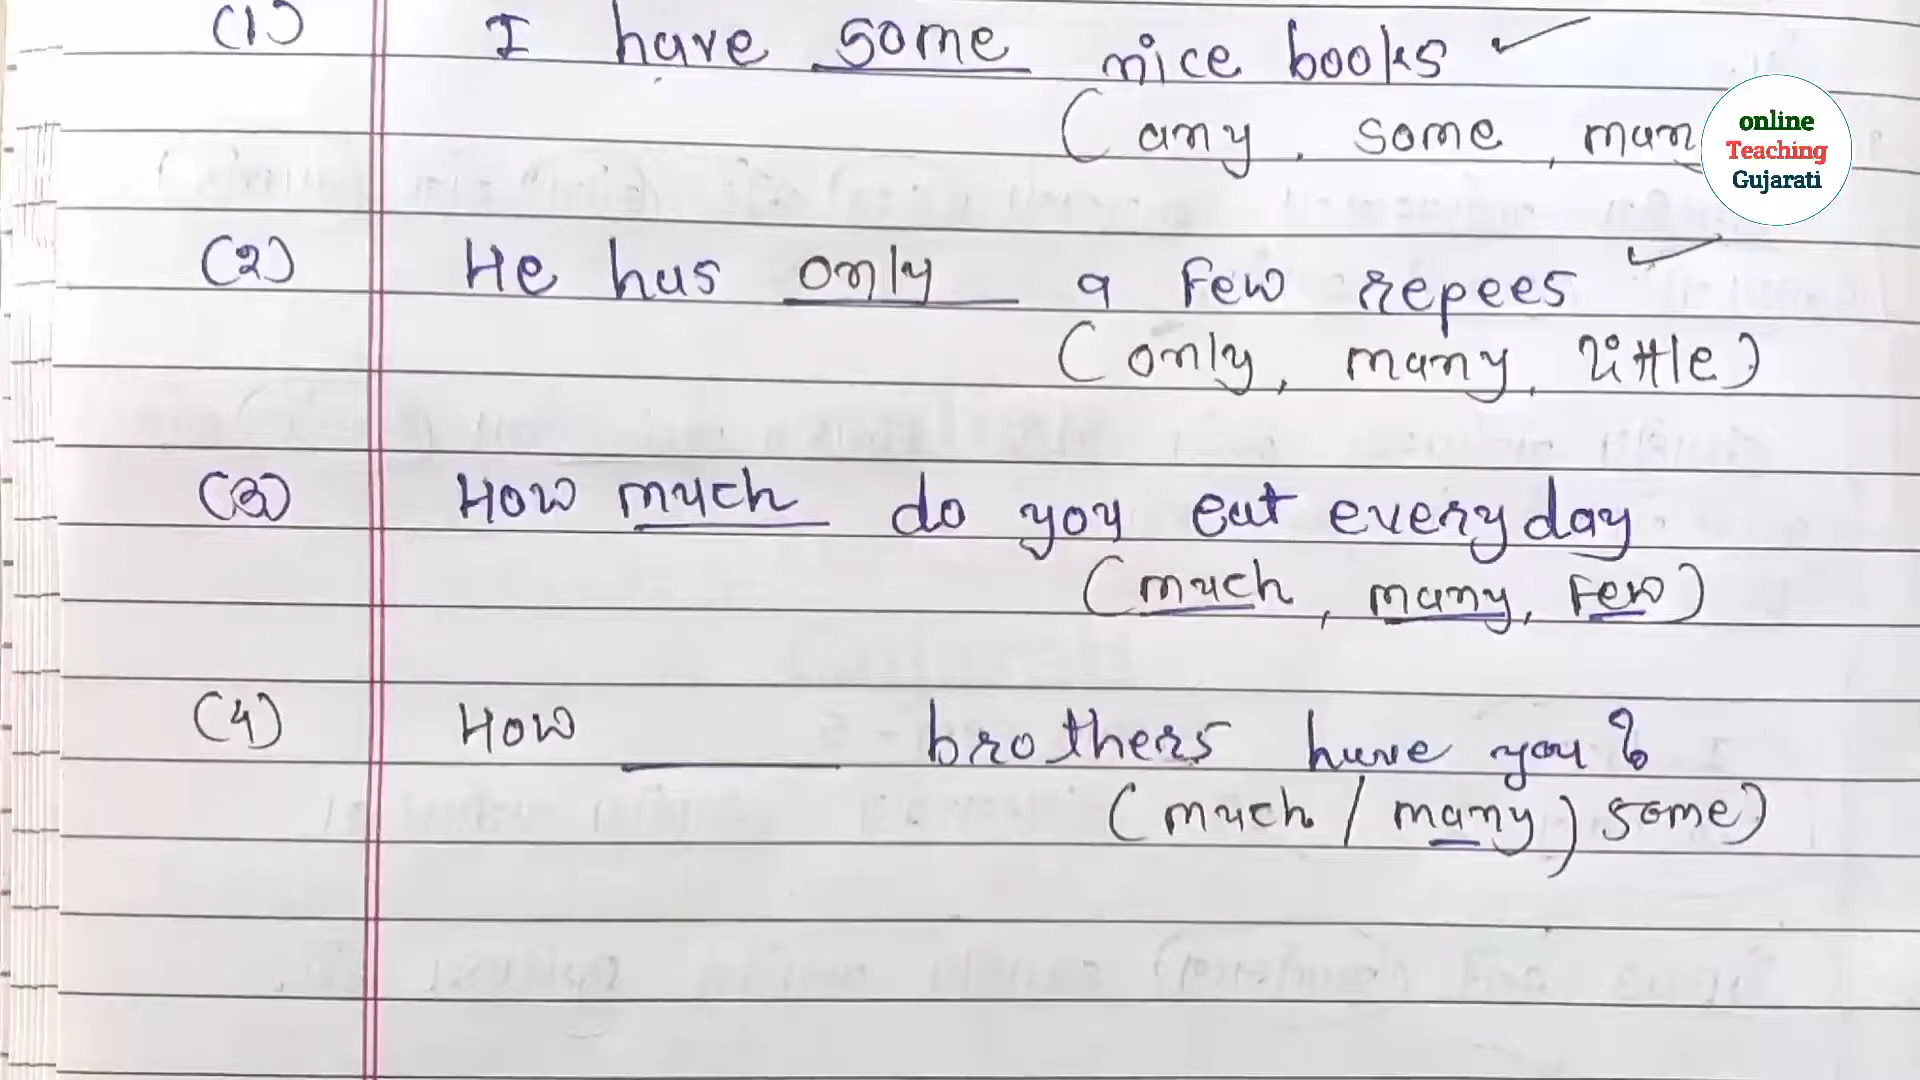 (1) I have some nice books ✓
(any, some, man
online
Teaching
Gujarati
(2) He has only a few repees ✓
(only, many, little)
(3) How much do you eat everyday
(much, many, few)
(4) How ______ brothers have you?
(much / many, some)